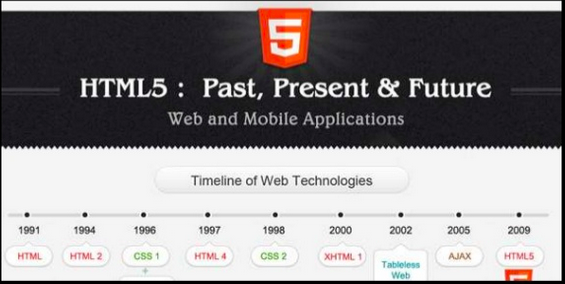 5
HTML5 : Past, Present & Future
Web and Mobile Applications
Timeline of Web Technologies
1991 1994 1996 1997 1998 2000 2002 2005 2009
HTML HTML 2 CSS 1 HTML 4 CSS 2 XHTML 1 Tableless Web AJAX HTML5
+